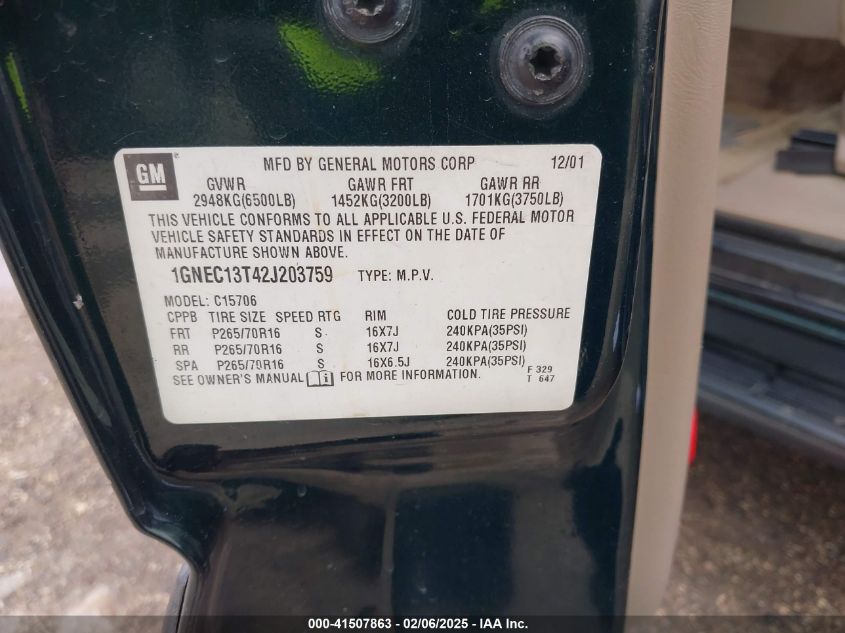 GM
MFD BY GENERAL MOTORS CORP 12/01
GVWR GAWR FRT GAWR RR
2948KG(6500LB) 1452KG(3200LB) 1701KG(3750LB)
THIS VEHICLE CONFORMS TO ALL APPLICABLE U.S. FEDERAL MOTOR
VEHICLE SAFETY STANDARDS IN EFFECT ON THE DATE OF
MANUFACTURE SHOWN ABOVE.
1GNEC13T42J203759 TYPE: M.P.V.
MODEL: C15706
CPPB TIRE SIZE SPEED RTG RIM COLD TIRE PRESSURE
FRT P265/70R16 S 16X7J 240KPA(35PSI)
RR P265/70R16 S 16X7J 240KPA(35PSI)
SPA P265/70R16 S 16X6.5J 240KPA(35PSI)
SEE OWNER'S MANUAL FOR MORE INFORMATION.
F 329
T 647
000-41507863 - 02/06/2025 - IAA Inc.